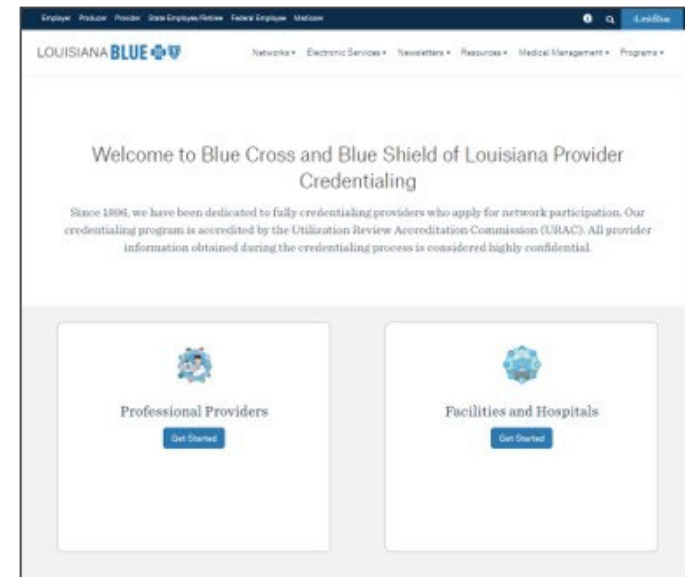 Employer Producer Provider State Employee/Retiree Federal Employee Medicare
iLinkBlue
LOUISIANA BLUE
Networks Electronic Services Newsletters Resources Medical Management Programs
Welcome to Blue Cross and Blue Shield of Louisiana Provider
Credentialing
Since 1996, we have been dedicated to fully credentialing providers who apply for network participation. Our
credentialing program is accredited by the Utilization Review Accreditation Commission (URAC). All provider
information obtained during the credentialing process is considered highly confidential.
Professional Providers
Get Started
Facilities and Hospitals
Get Started